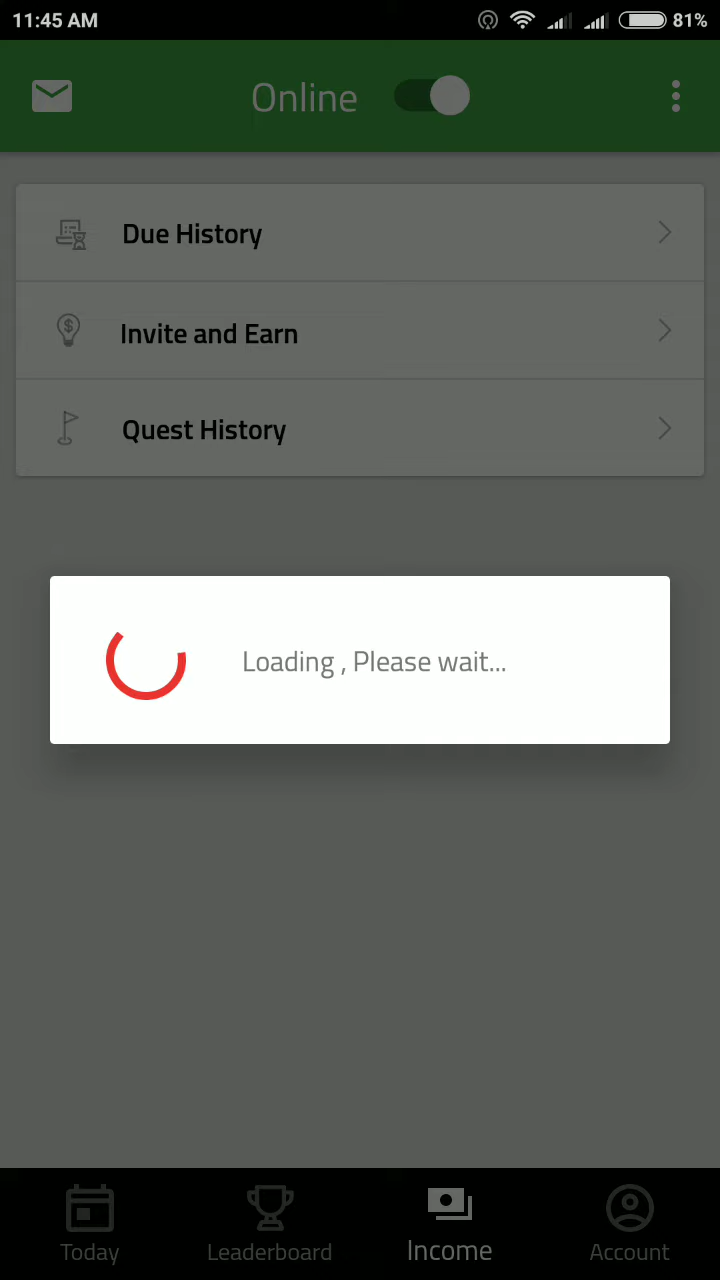 11:45 AM
81%
Online
Due History
Invite and Earn
Quest History
Loading , Please wait...
Today
Leaderboard
Income
Account